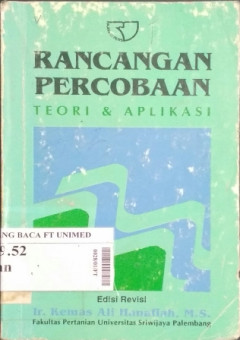 RANCANGAN
PERCOBAAN
TEORI & APLIKASI
NG BACA FT UNIMED
9.52
an
Edisi Revisi
Ir. Kemas Ali Hanafiah, M.S.
Fakultas Pertanian Universitas Sriwijaya Palembang